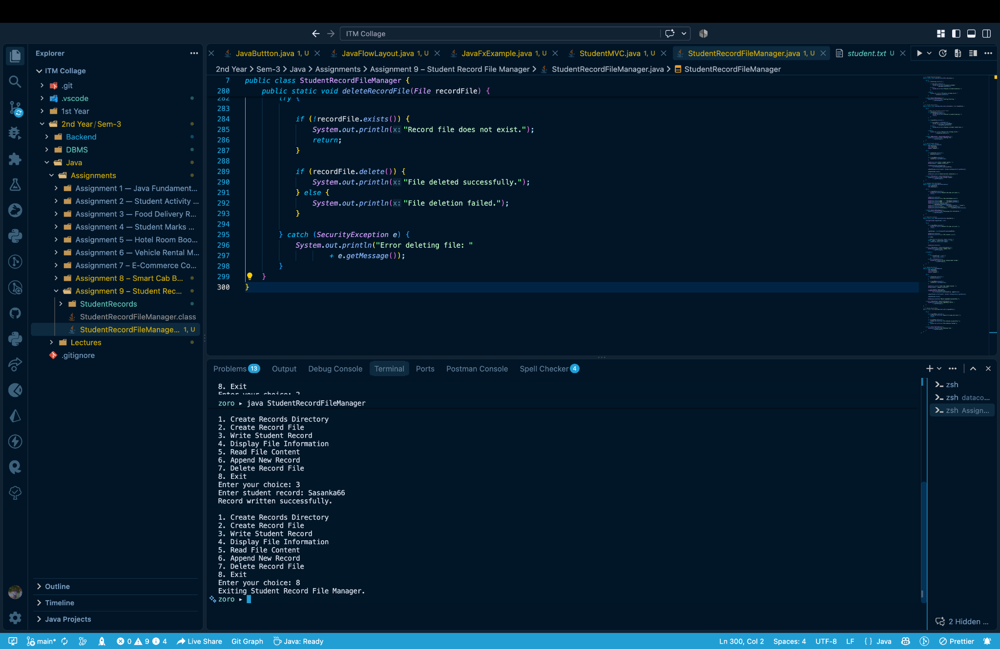 ITM Collage
Explorer
ITM Collage
.git
.vscode
1st Year
2nd Year / Sem-3
Backend
DBMS
Java
Assignments
Assignment 1 — Java Fundament...
Assignment 2 — Student Activity ...
Assignment 3 — Food Delivery R...
Assignment 4 — Student Marks ...
Assignment 5 — Hotel Room Boo...
Assignment 6 — Vehicle Rental M...
Assignment 7 – E-Commerce Co...
Assignment 8 – Smart Cab B...
Assignment 9 – Student Rec...
StudentRecords
StudentRecordFileManager.class
StudentRecordFileManage... 1, U
Lectures
.gitignore
Outline
Timeline
Java Projects
JavaButtton.java 1, U JavaFlowLayout.java 1, U JavaFxExample.java 1, U StudentMVC.java 1, U StudentRecordFileManager.java 1, U student.txt U
2nd Year > Sem-3 > Java > Assignments > Assignment 9 – Student Record File Manager > StudentRecordFileManager.java > StudentRecordFileManager
7 public class StudentRecordFileManager {
280 public static void deleteRecordFile(File recordFile) {
282 try {
283
284 if (!recordFile.exists()) {
285 System.out.println(x: "Record file does not exist.");
286 return;
287 }
288
289 if (recordFile.delete()) {
290 System.out.println(x: "File deleted successfully.");
291 } else {
292 System.out.println(x: "File deletion failed.");
293 }
294
295 } catch (SecurityException e) {
296 System.out.println("Error deleting file: "
297 + e.getMessage());
298 }
299 }
300 }
Problems 13 Output Debug Console Terminal Ports Postman Console Spell Checker 4
8. Exit
Enter your choice: 2
zoro ▸ java StudentRecordFileManager
1. Create Records Directory
2. Create Record File
3. Write Student Record
4. Display File Information
5. Read File Content
6. Append New Record
7. Delete Record File
8. Exit
Enter your choice: 3
Enter student record: Sasanka66
Record written successfully.
1. Create Records Directory
2. Create Record File
3. Write Student Record
4. Display File Information
5. Read File Content
6. Append New Record
7. Delete Record File
8. Exit
Enter your choice: 8
Exiting Student Record File Manager.
zoro ▸
zsh
zsh dataco...
zsh Assign...
2 Hidden ...
main* 0 9 4 Live Share Git Graph Java: Ready
Ln 300, Col 2 Spaces: 4 UTF-8 LF { } Java Prettier